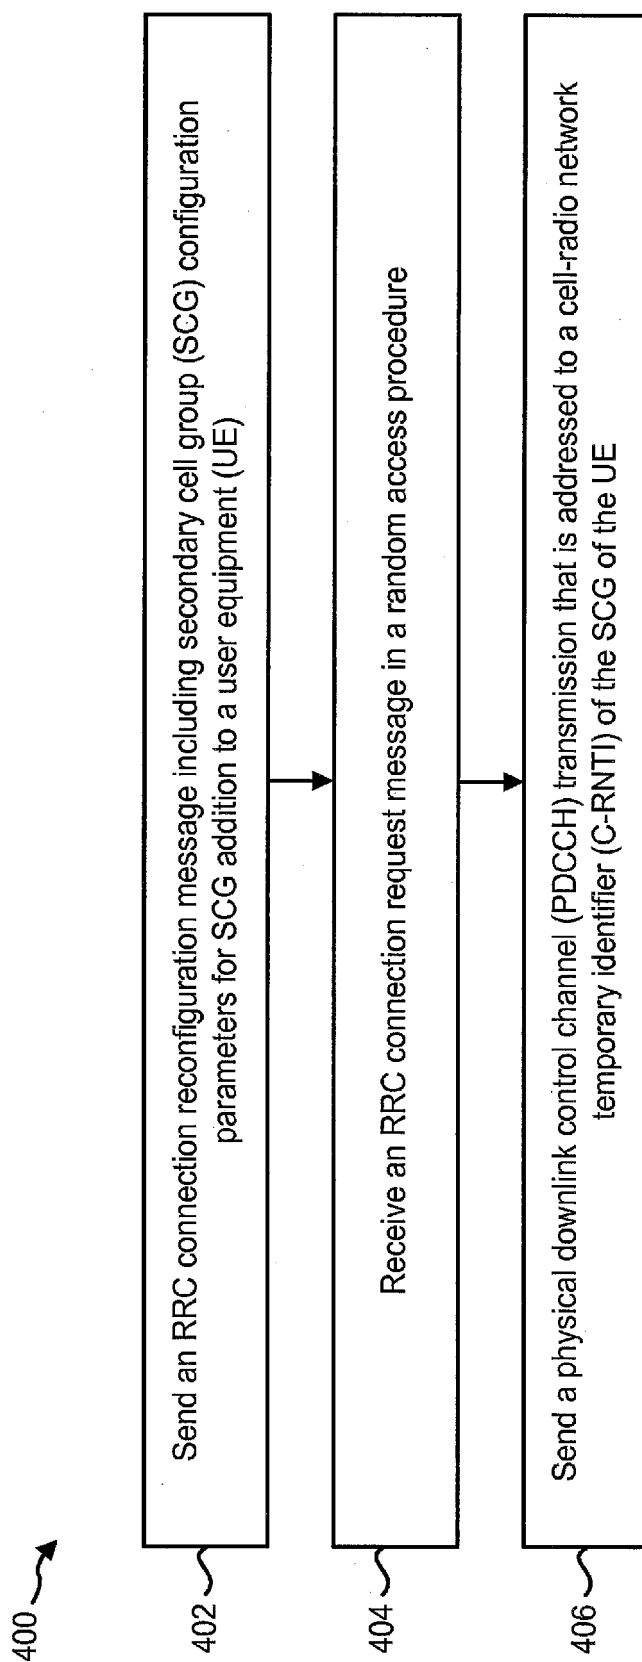 400
402
Send an RRC connection reconfiguration message including secondary cell group (SCG) configuration
parameters for SCG addition to a user equipment (UE)
404
Receive an RRC connection request message in a random access procedure
406
Send a physical downlink control channel (PDCCH) transmission that is addressed to a cell-radio network
temporary identifier (C-RNTI) of the SCG of the UE